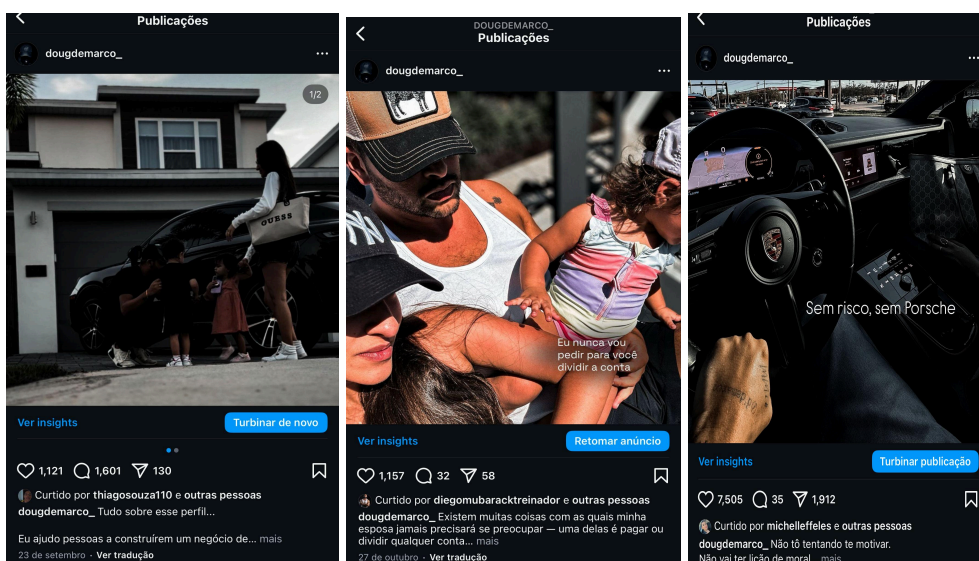 Publicações
dougdemarco_
1/2
GUESS
Ver insights
Turbinar de novo
1,121
1,601
130
Curtido por thiagosouza110 e outras pessoas
dougdemarco_ Tudo sobre esse perfil...
Eu ajudo pessoas a construírem um negócio de... mais
23 de setembro · Ver tradução
DOUGDEMARCO_
Publicações
dougdemarco_
Eu nunca vou
pedir para você
dividir a conta
Ver insights
Retomar anúncio
1,157
32
58
Curtido por diegomubaracktreinador e outras pessoas
dougdemarco_ Existem muitas coisas com as quais minha
esposa jamais precisará se preocupar — uma delas é pagar ou
dividir qualquer conta... mais
27 de outubro · Ver tradução
Publicações
dougdemarco_
Sem risco, sem Porsche
Ver insights
Turbinar publicação
7,505
35
1,912
Curtido por michelleffeles e outras pessoas
dougdemarco_ Não tô tentando te motivar.
Não vai ter lição de moral... mais